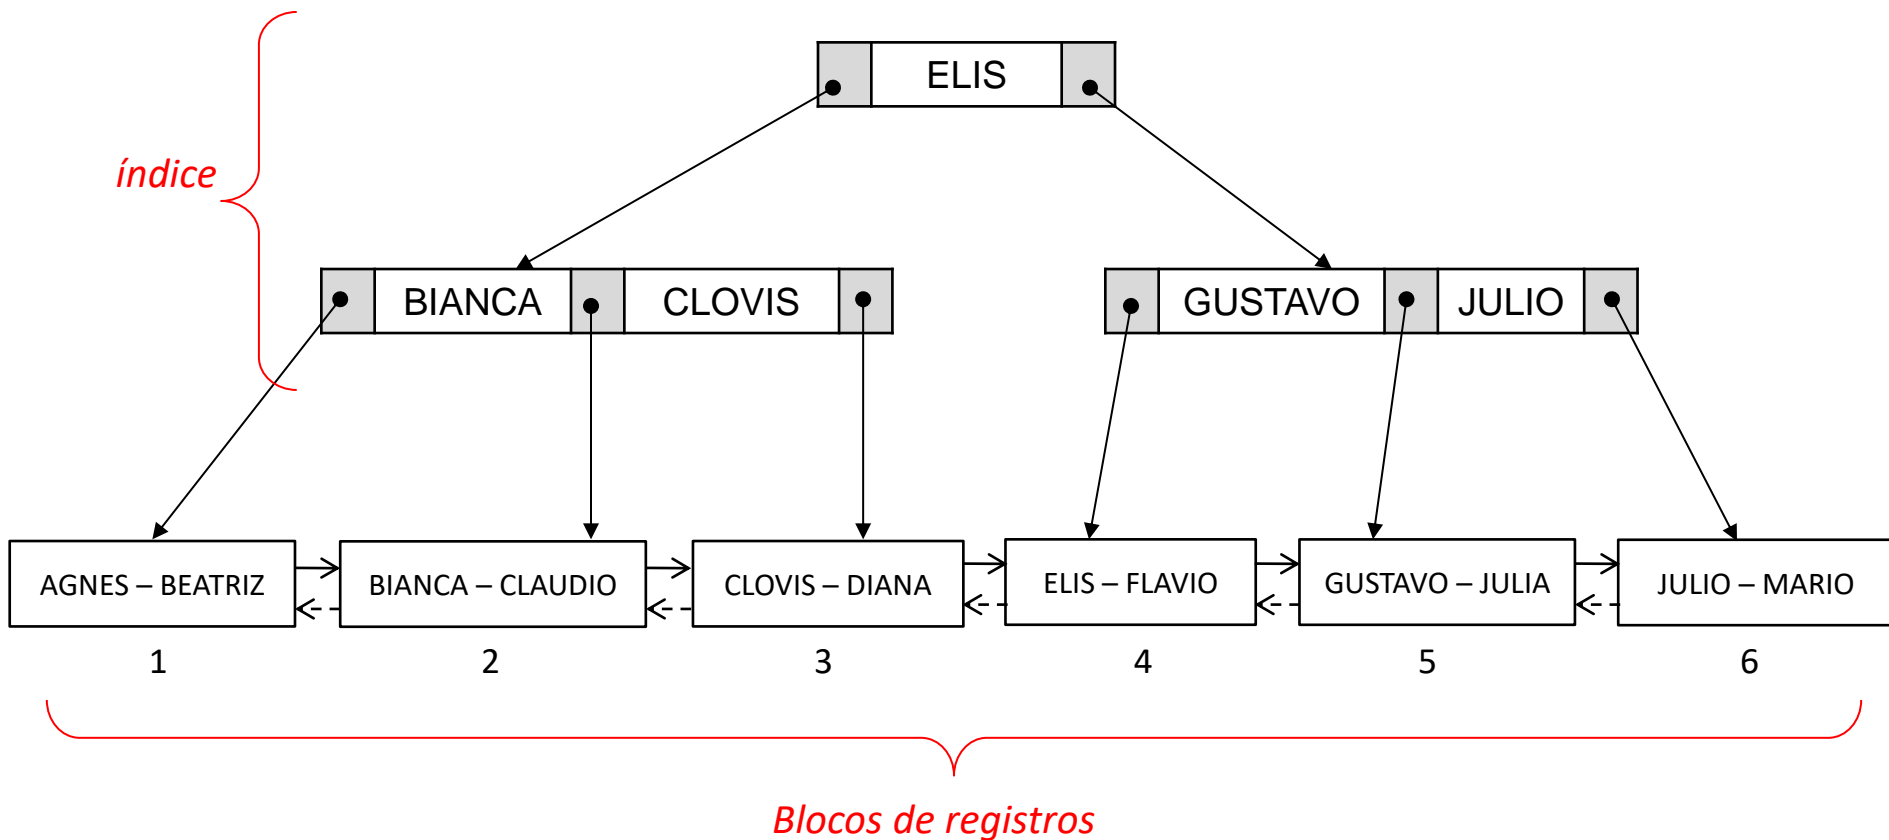 ELIS
índice
BIANCA CLOVIS GUSTAVO JULIO
AGNES – BEATRIZ BIANCA – CLAUDIO CLOVIS – DIANA ELIS – FLAVIO GUSTAVO – JULIA JULIO – MARIO
1 2 3 4 5 6
Blocos de registros